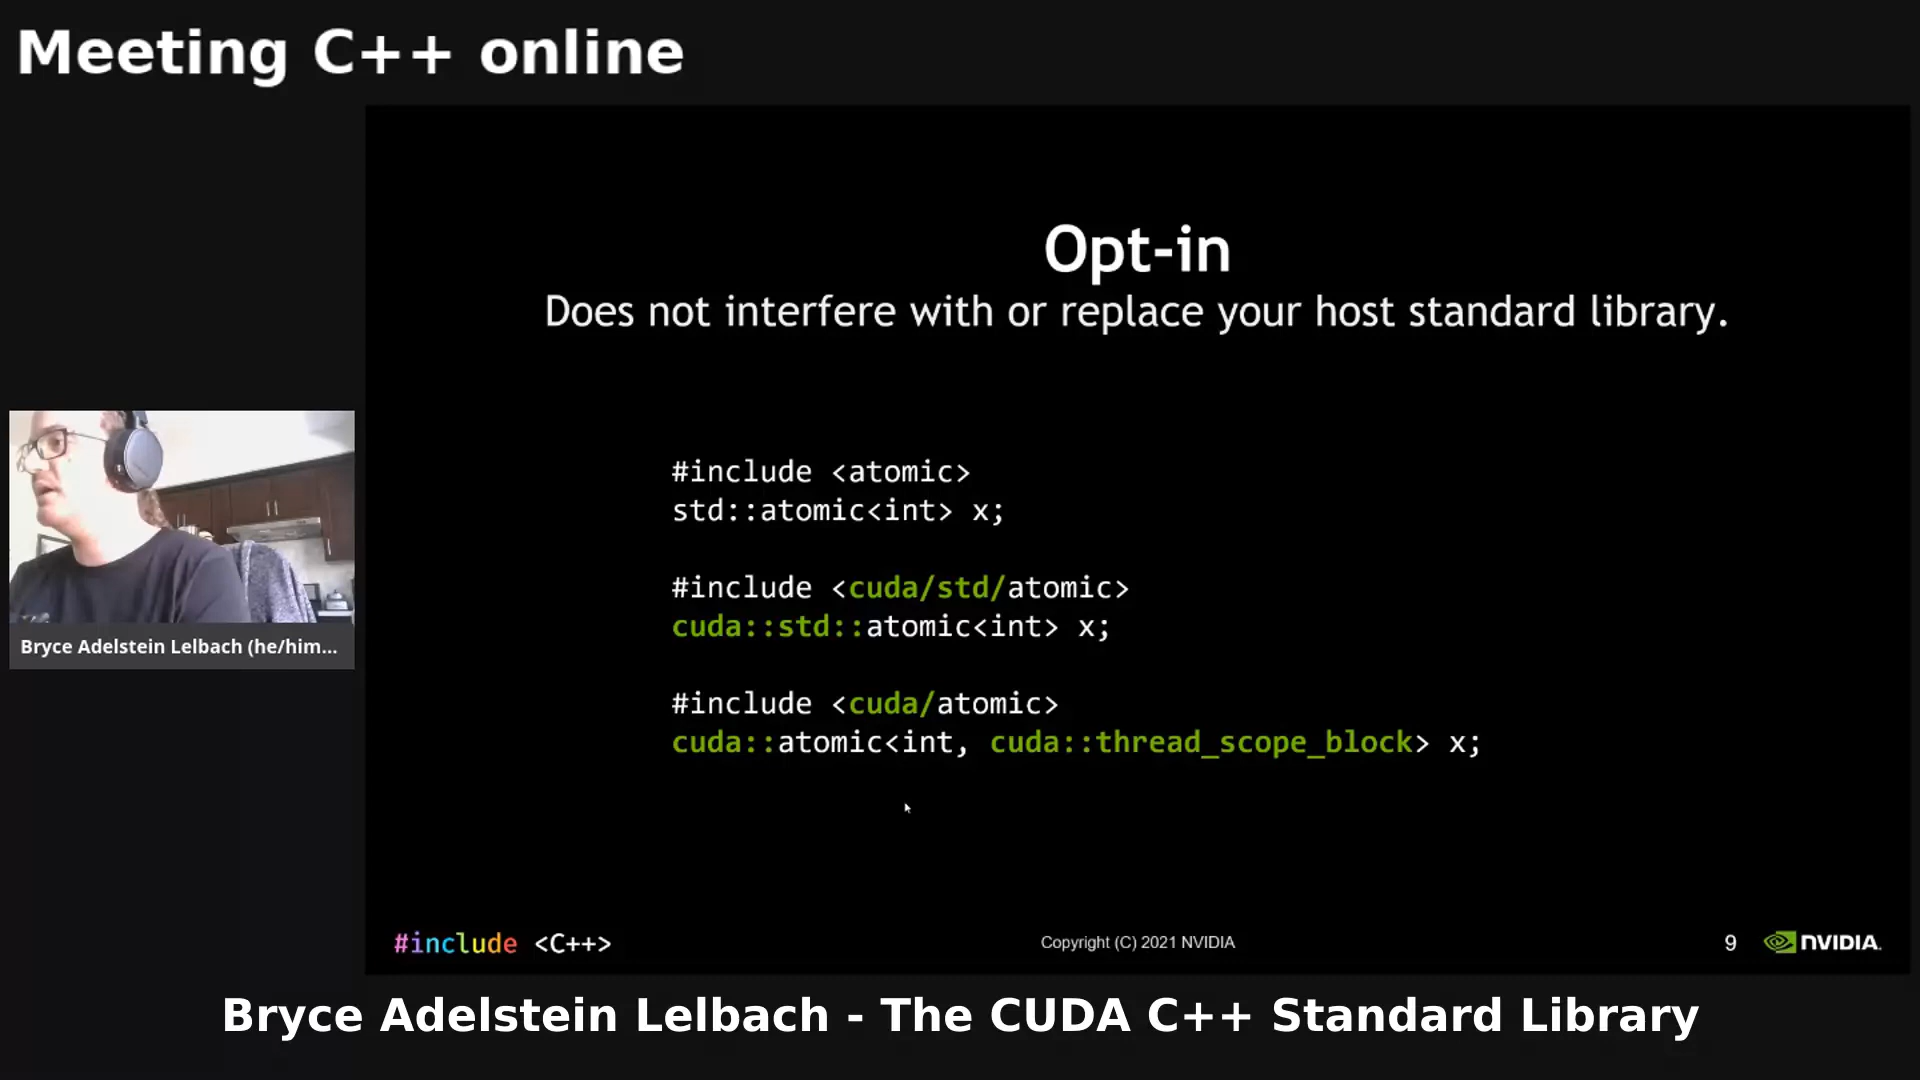 Meeting C++ online
Opt-in
Does not interfere with or replace your host standard library.
#include <atomic>
std::atomic<int> x;
#include <cuda/std/atomic>
cuda::std::atomic<int> x;
#include <cuda/atomic>
cuda::atomic<int, cuda::thread_scope_block> x;
Bryce Adelstein Lelbach (he/him...
#include <C++>
Copyright (C) 2021 NVIDIA
9
NVIDIA.
Bryce Adelstein Lelbach - The CUDA C++ Standard Library